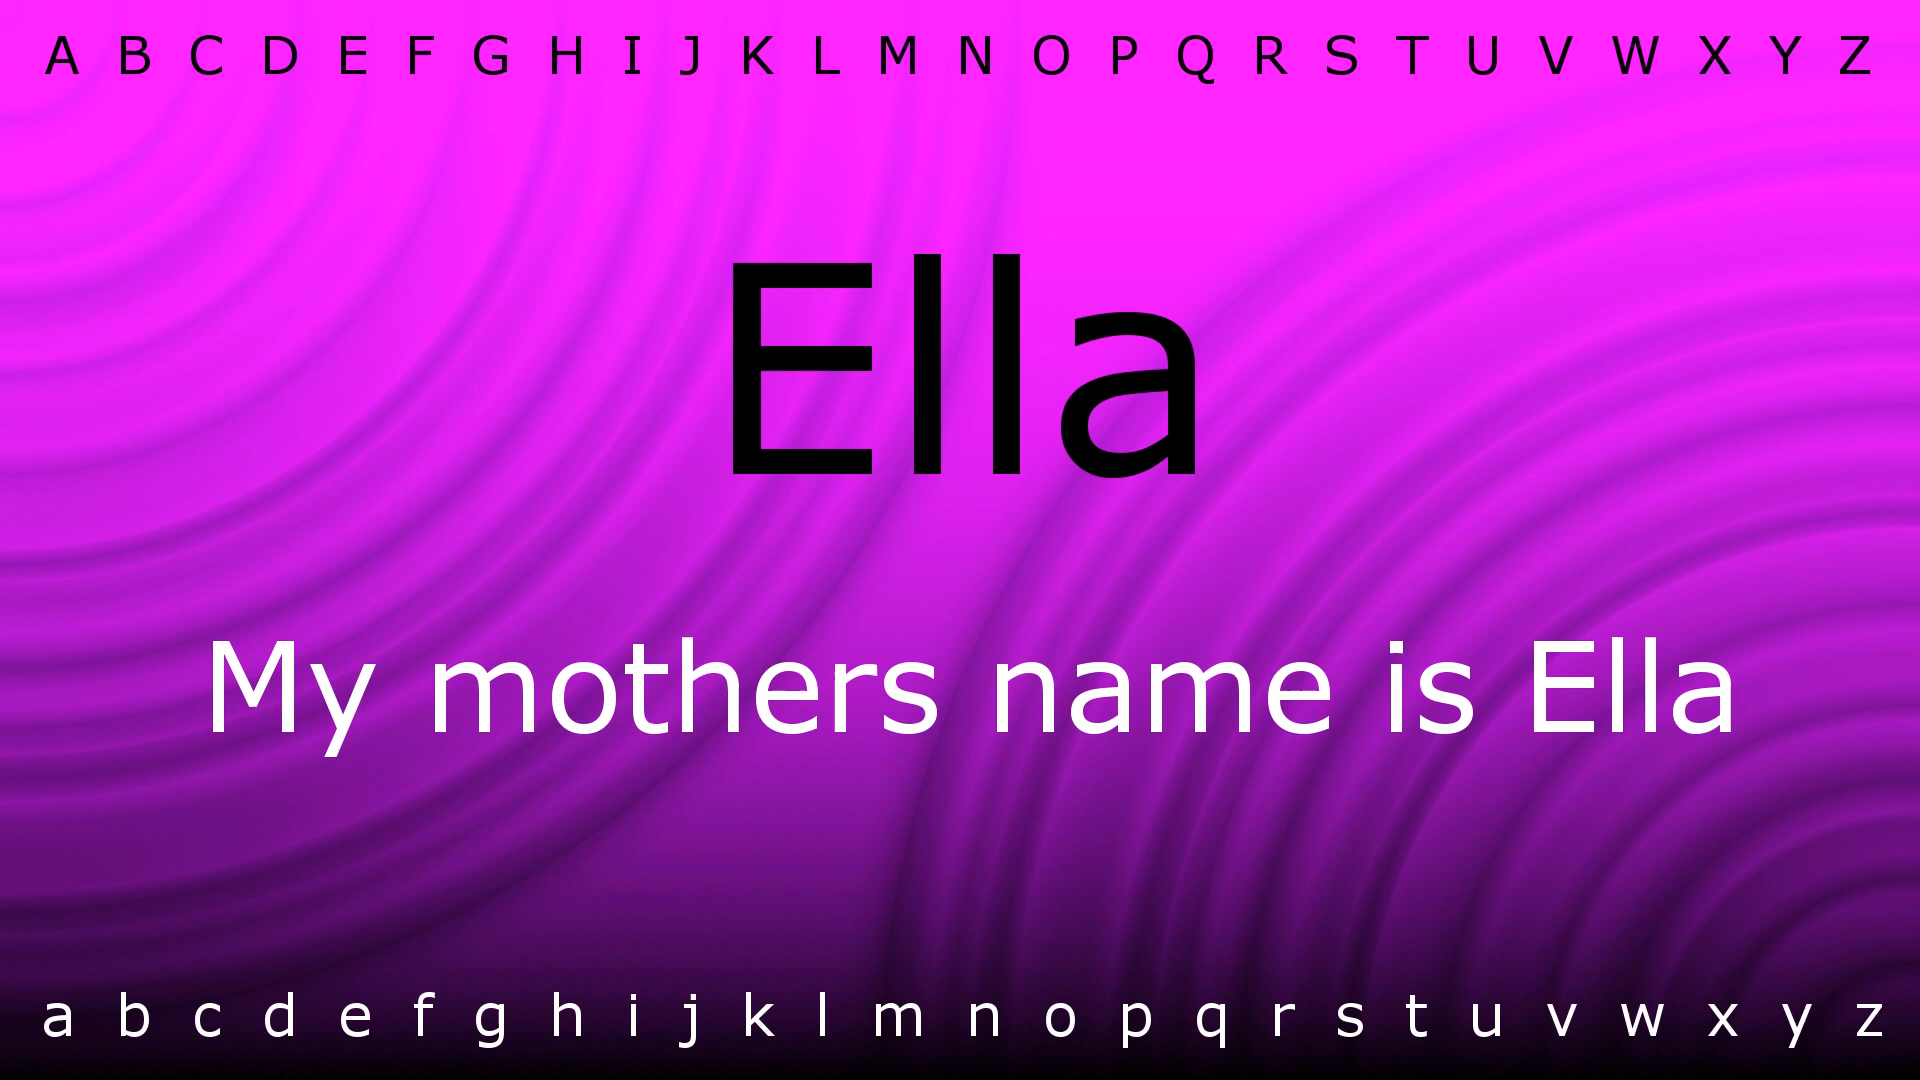 A B C D E F G H I J K L M N O P Q R S T U V W X Y Z
Ella
My mothers name is Ella
a b c d e f g h i j k l m n o p q r s t u v w x y z